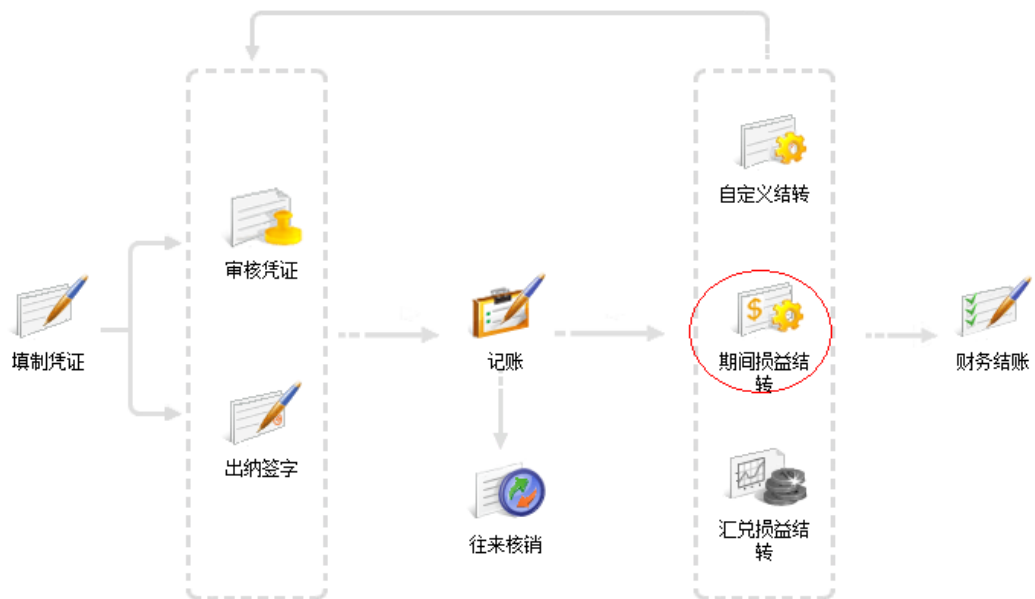 自定义结转
审核凭证
填制凭证
记账
期间损益结
转
财务结账
出纳签字
往来核销
汇兑损益结
转